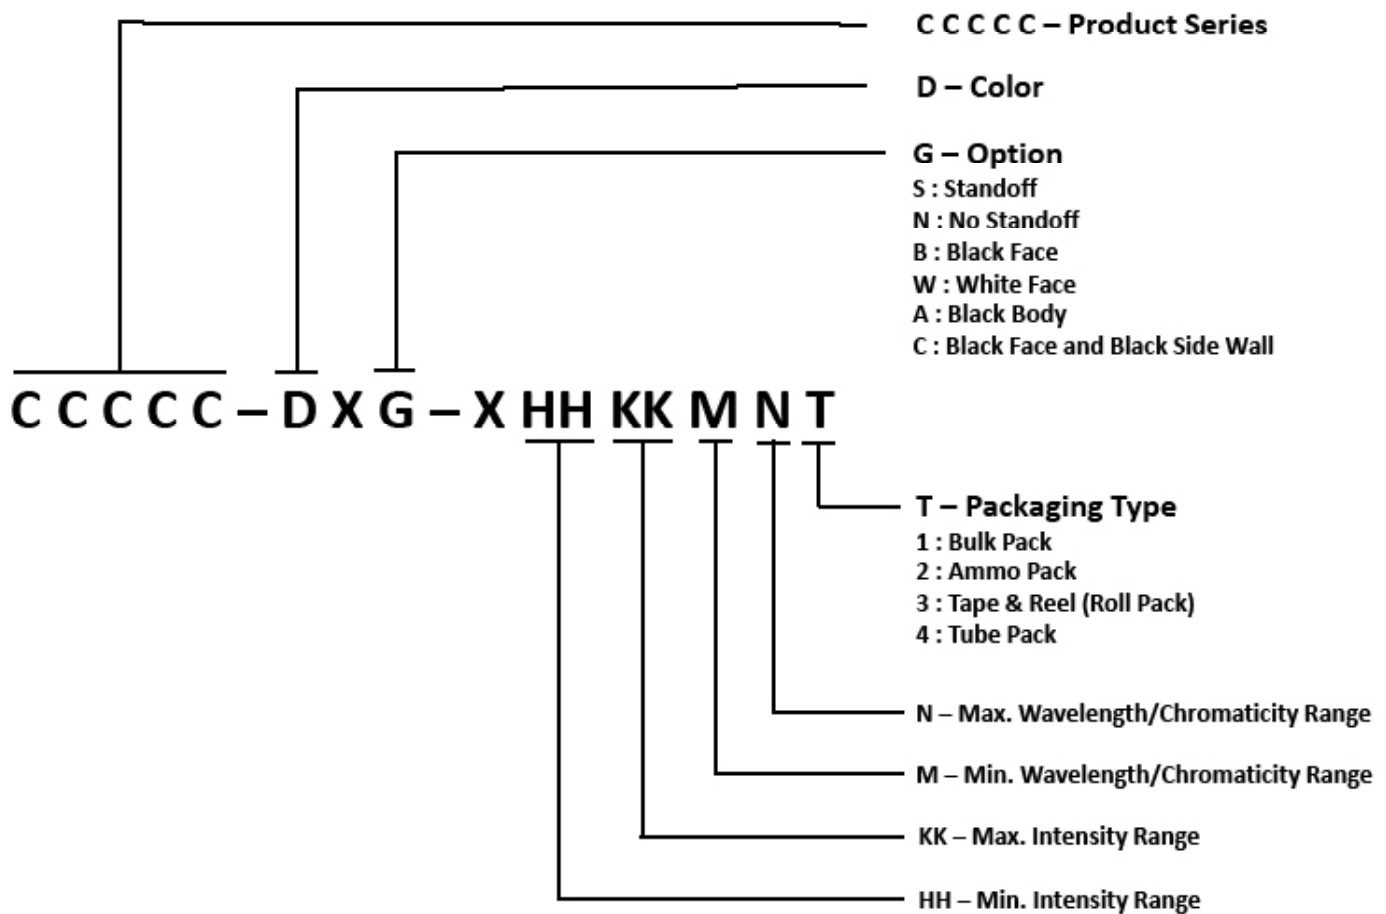 C C C C C – Product Series
D – Color
G – Option
S : Standoff
N : No Standoff
B : Black Face
W : White Face
A : Black Body
C : Black Face and Black Side Wall
C C C C C – D X G – X HH KK M N T
T – Packaging Type
1 : Bulk Pack
2 : Ammo Pack
3 : Tape & Reel (Roll Pack)
4 : Tube Pack
N – Max. Wavelength/Chromaticity Range
M – Min. Wavelength/Chromaticity Range
KK – Max. Intensity Range
HH – Min. Intensity Range